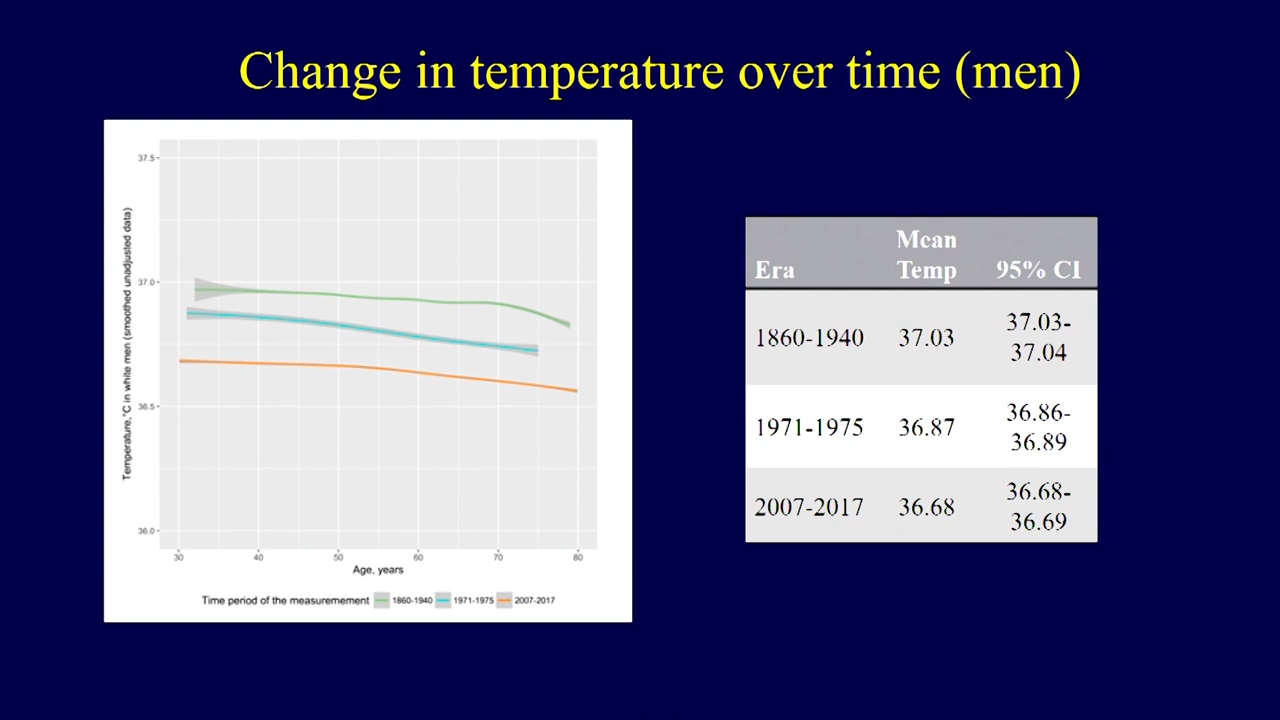 Change in temperature over time (men)
37.5
37.0
36.5
36.0
Temperature,°C in white men (smoothed unadjusted data)
30 40 50 60 70 80
Age, years
Time period of the measuremement 1860-1940 1971-1975 2007-2017
Mean
Era Temp 95% CI
37.03-
1860-1940 37.03
37.04
36.86-
1971-1975 36.87
36.89
36.68-
2007-2017 36.68
36.69